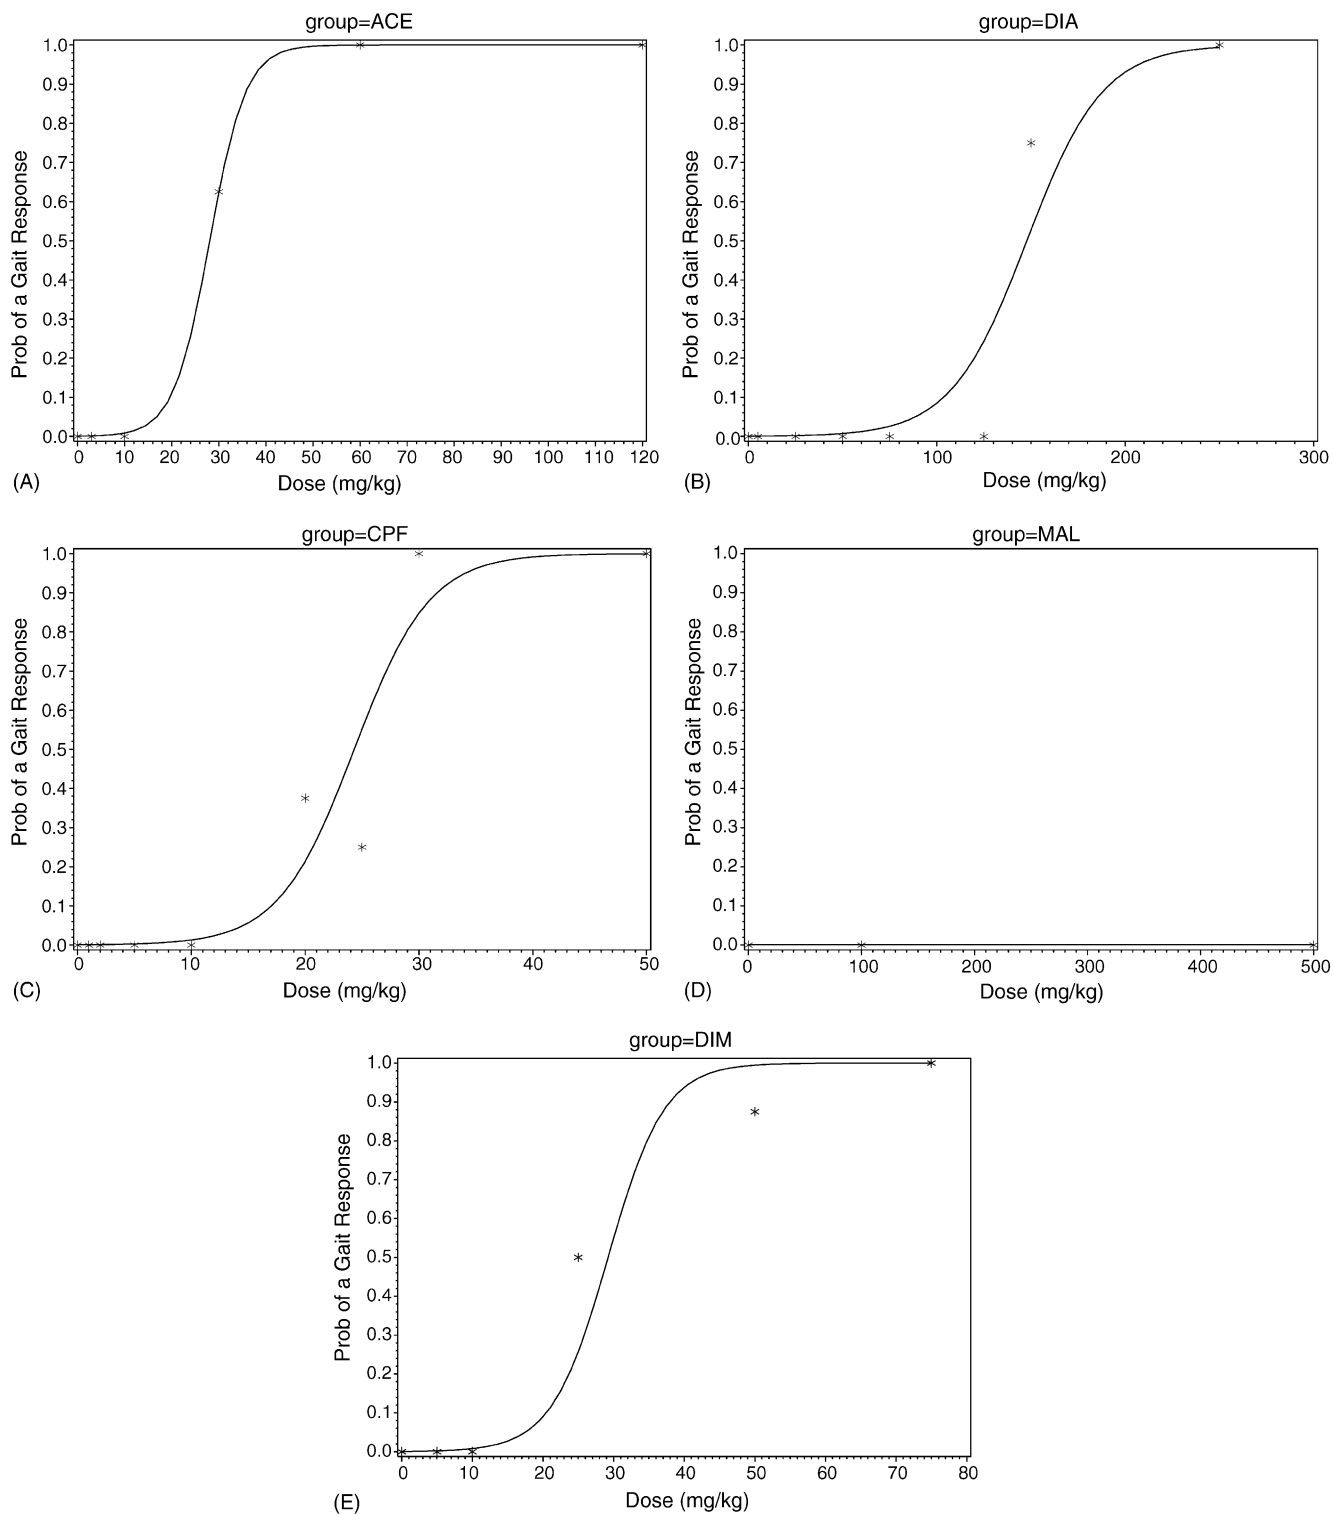 group=ACE
1.0
0.9
0.8
0.7
0.6
0.5
0.4
0.3
0.2
0.1
0.0
Prob of a Gait Response
0 10 20 30 40 50 60 70 80 90 100 110 120
(A) Dose (mg/kg)
group=DIA
1.0
0.9
0.8
0.7
0.6
0.5
0.4
0.3
0.2
0.1
0.0
Prob of a Gait Response
0 100 200 300
(B) Dose (mg/kg)
group=CPF
1.0
0.9
0.8
0.7
0.6
0.5
0.4
0.3
0.2
0.1
0.0
Prob of a Gait Response
0 10 20 30 40 50
(C) Dose (mg/kg)
group=MAL
1.0
0.9
0.8
0.7
0.6
0.5
0.4
0.3
0.2
0.1
0.0
Prob of a Gait Response
0 100 200 300 400 500
(D) Dose (mg/kg)
group=DIM
1.0
0.9
0.8
0.7
0.6
0.5
0.4
0.3
0.2
0.1
0.0
Prob of a Gait Response
0 10 20 30 40 50 60 70 80
(E) Dose (mg/kg)